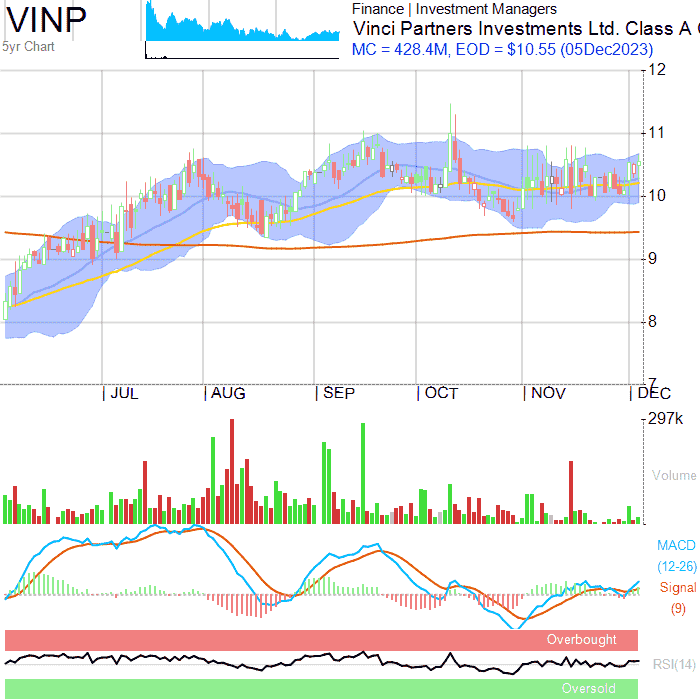 VINP
5yr Chart
Finance | Investment Managers
Vinci Partners Investments Ltd. Class A
MC = 428.4M, EOD = $10.55 (05Dec2023)
12
11
10
9
8
7
JUL
AUG
SEP
OCT
NOV
DEC
297k
Volume
MACD
(12-26)
Signal
(9)
Overbought
RSI(14)
Oversold